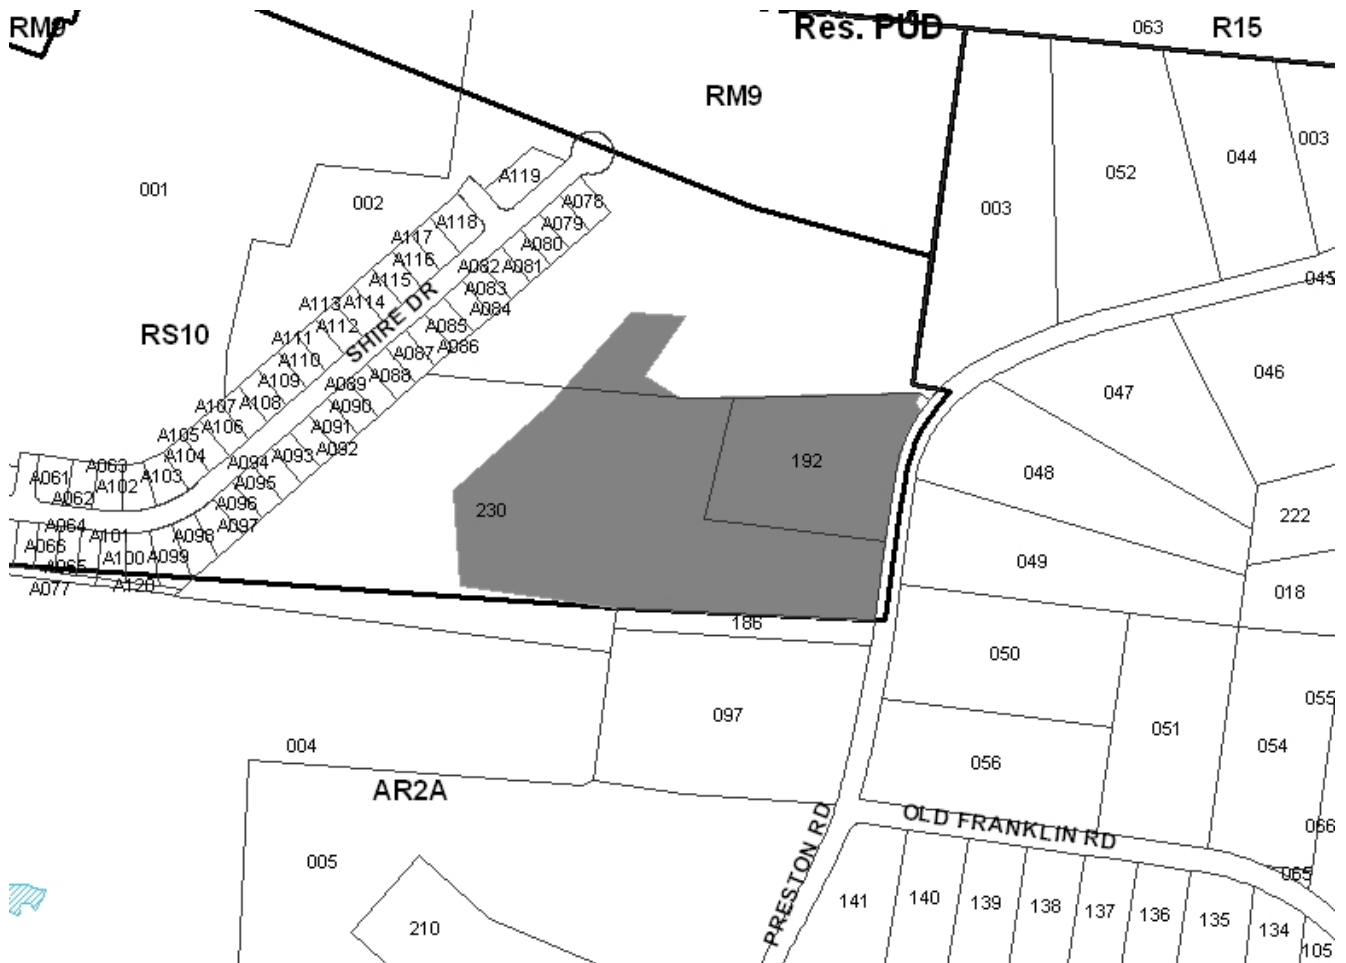 RM9
Res. PUD
063
R15
RM9
003
044
052
001
A119
002
A078
003
A118
A079
A117
A080
A116
A082
A081
A115
A083
045
A113
A114
A084
A112
A085
RS10
A111
SHIRE DR
A086
A110
A087
A109
A088
046
A089
047
A107
A108
A090
A106
A091
A105
A092
A104
A093
A094
192
A063
A103
A061
A095
048
A102
A062
A096
230
222
A064
A097
A101
A098
A066
A100
A099
A065
049
A077
A120
018
186
050
055
097
051
004
054
056
AR2A
OLD FRANKLIN RD
066
005
PRESTON RD
065
141
140
139
138
137
136
135
134
210
105